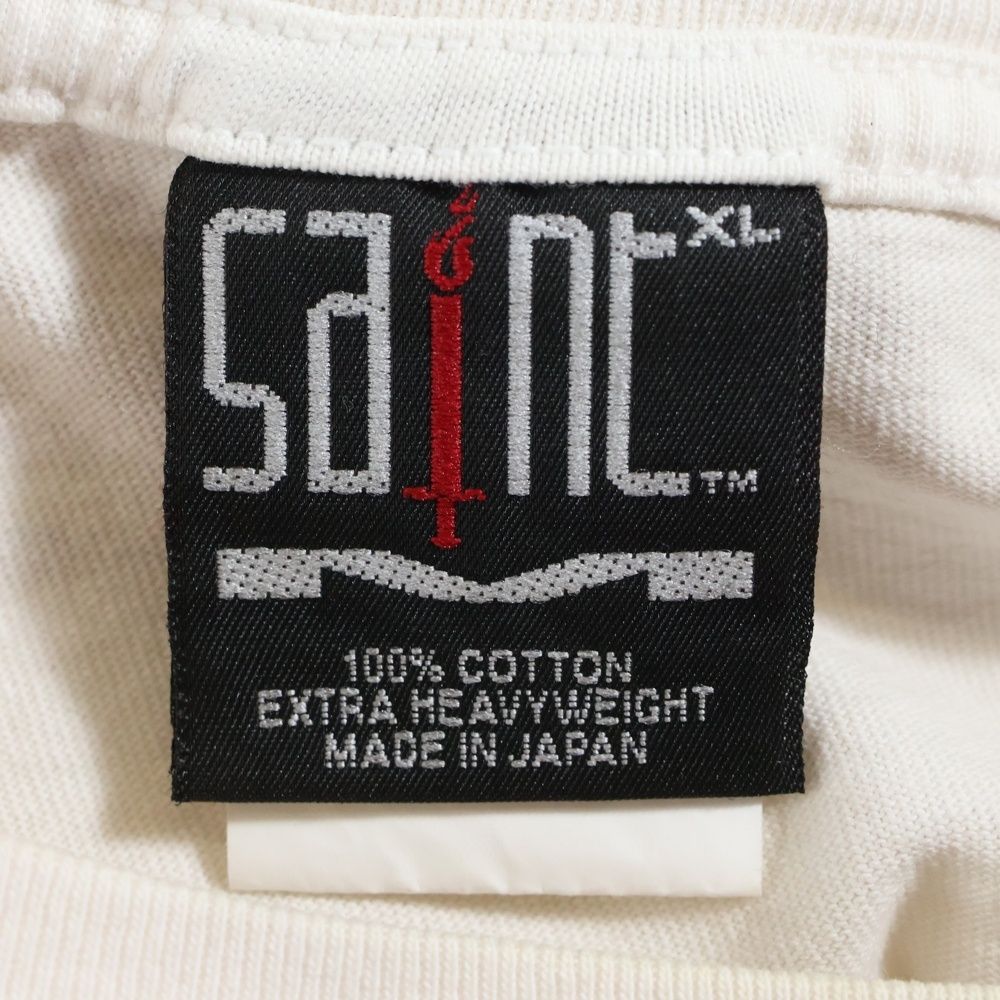 saint XL
TM
100% COTTON
EXTRA HEAVYWEIGHT
MADE IN JAPAN